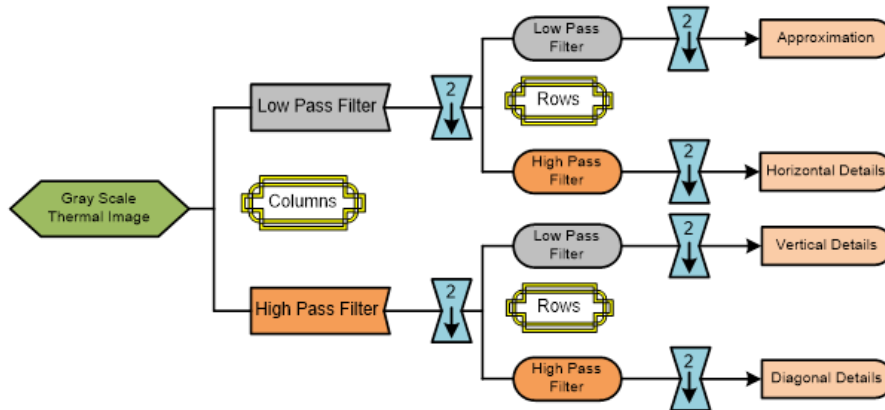 2
Low Pass
Filter
2
Approximation
Low Pass Filter
2
Rows
High Pass
Filter
2
Horizontal Details
Gray Scale
Thermal Image
Columns
Low Pass
Filter
2
Vertical Details
High Pass Filter
2
Rows
High Pass
Filter
2
Diagonal Details